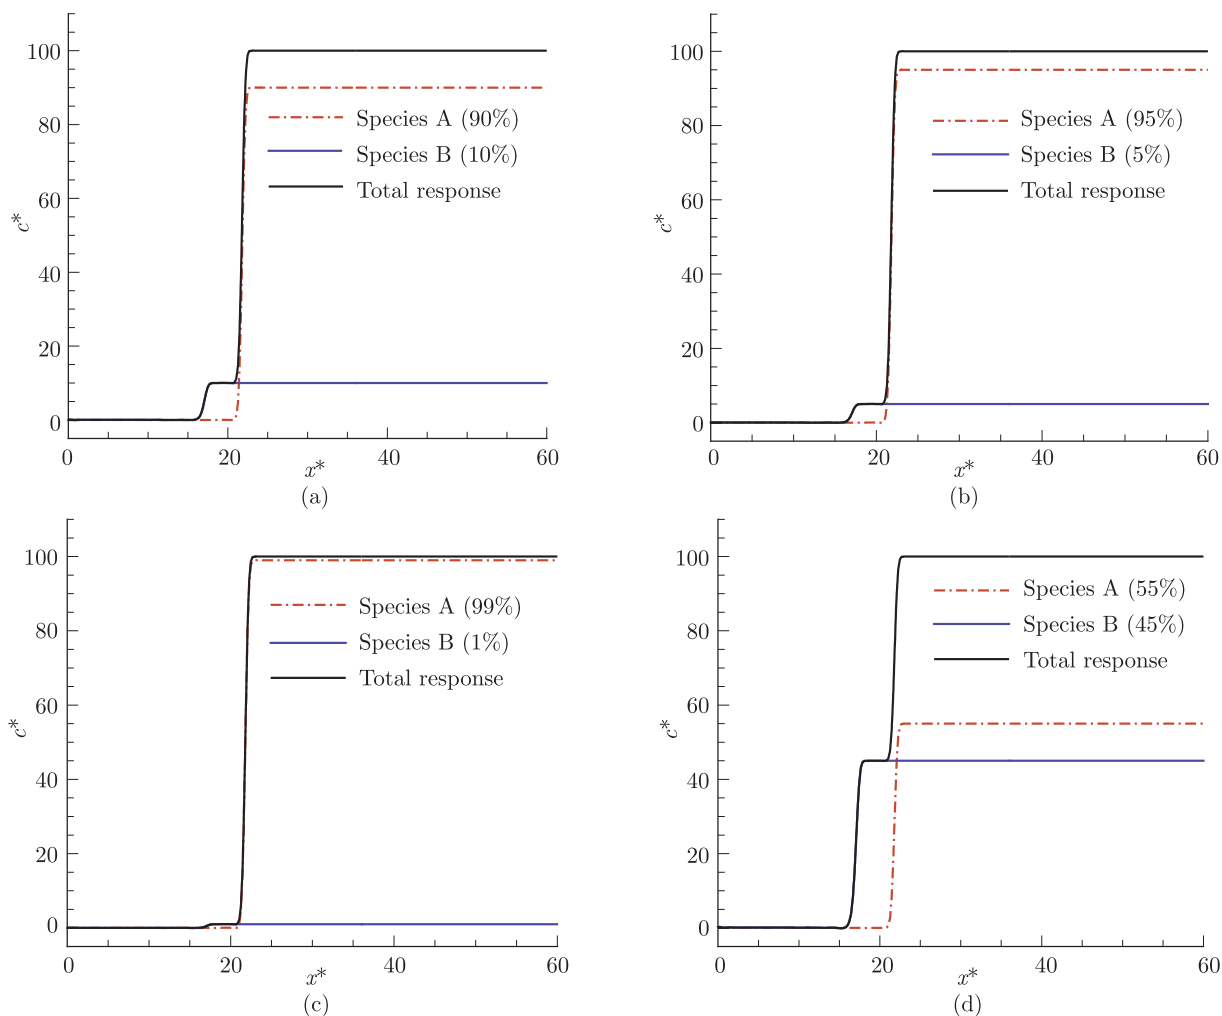 100
80
60
40
20
0
c*
Species A (90%)
Species B (10%)
Total response
0 20 40 60
x*
(a)
100
80
60
40
20
0
c*
Species A (95%)
Species B (5%)
Total response
0 20 40 60
x*
(b)
100
80
60
40
20
0
c*
Species A (99%)
Species B (1%)
Total response
0 20 40 60
x*
(c)
100
80
60
40
20
0
c*
Species A (55%)
Species B (45%)
Total response
0 20 40 60
x*
(d)